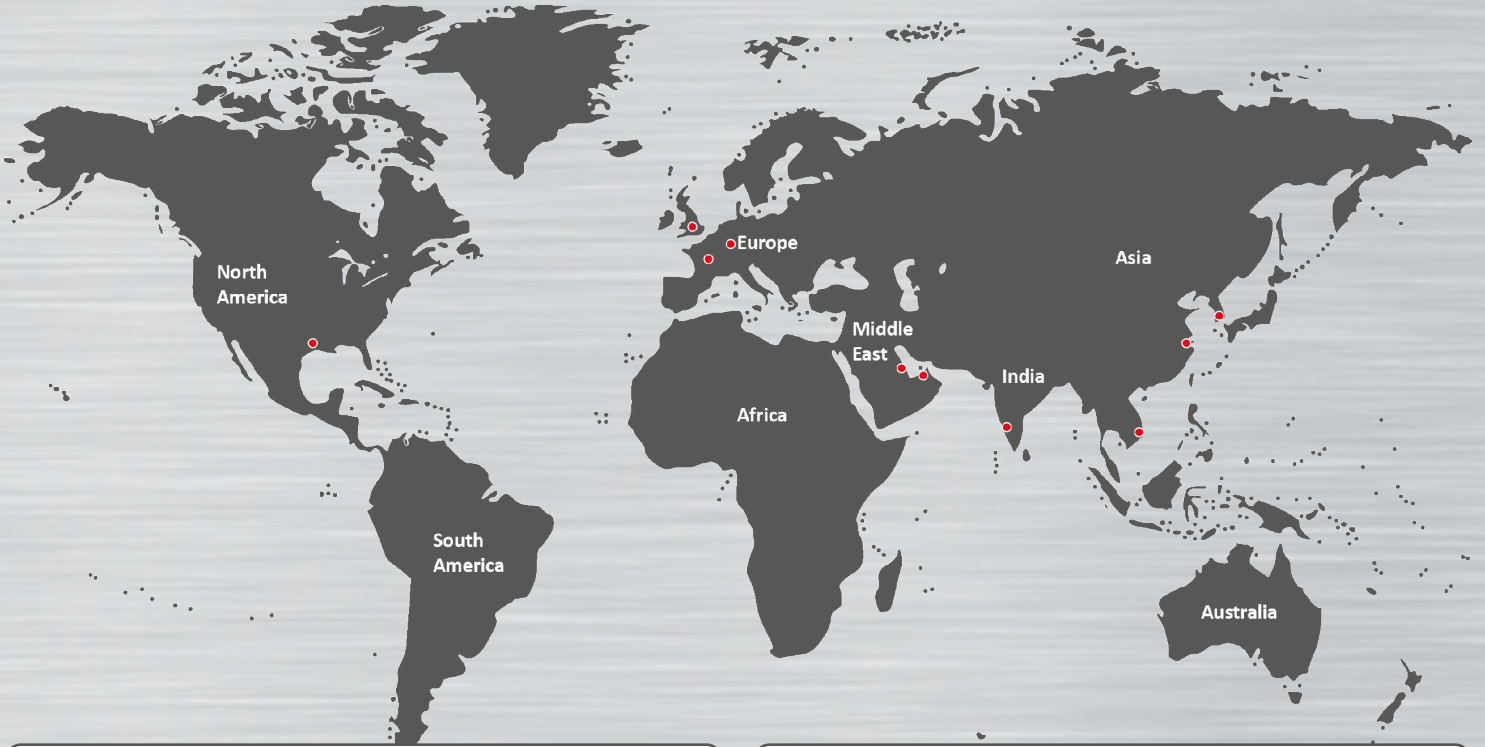 North
America
Europe
Asia
Middle
East
India
Africa
South
America
Australia